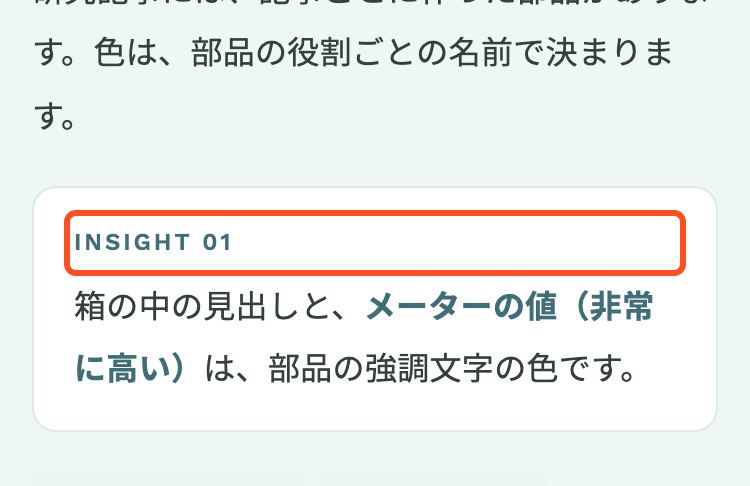 す。色は、部品の役割ごとの名前で決まりま
す。
INSIGHT 01
箱の中の見出しと、メーターの値（非常
に高い）は、部品の強調文字の色です。